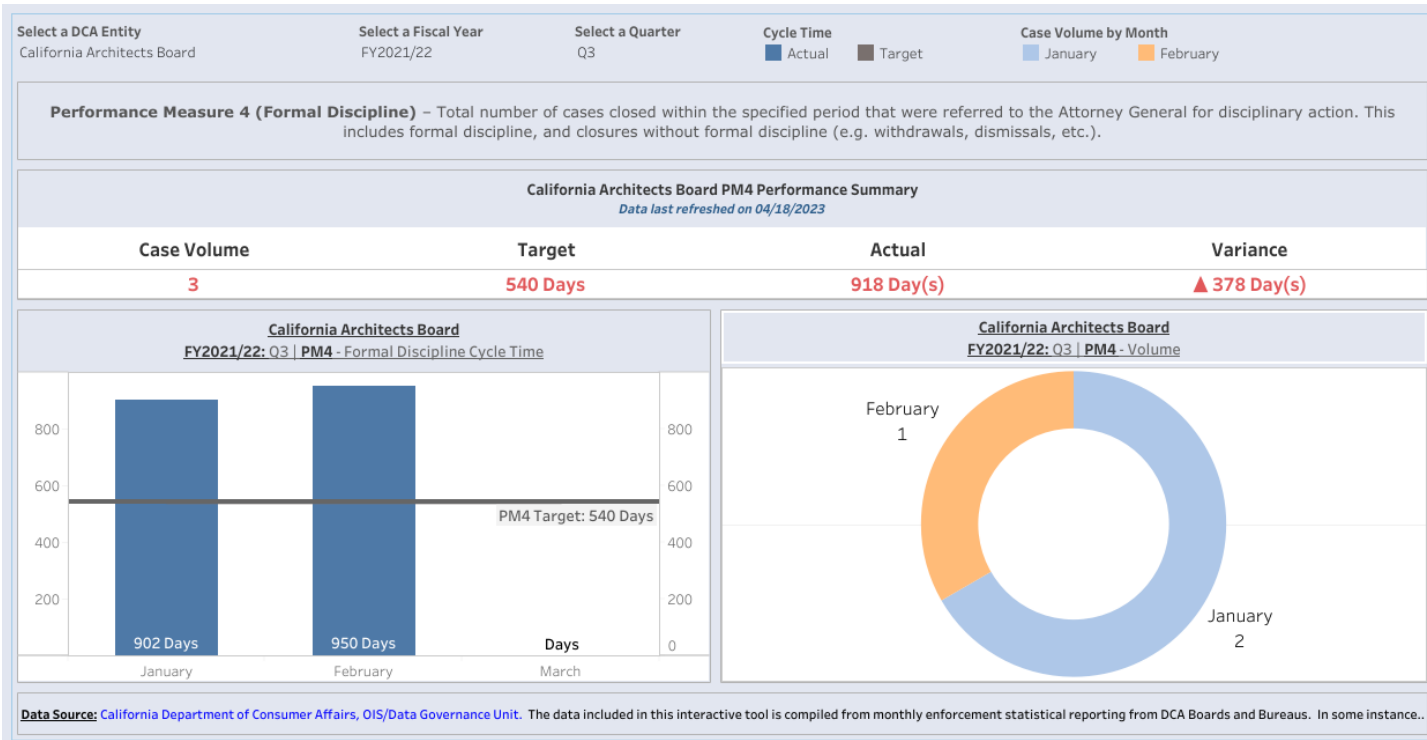 Select a DCA Entity
California Architects Board
Select a Fiscal Year
FY2021/22
Select a Quarter
Q3
Cycle Time
Actual
Target
Case Volume by Month
January
February
Performance Measure 4 (Formal Discipline) – Total number of cases closed within the specified period that were referred to the Attorney General for disciplinary action. This
includes formal discipline, and closures without formal discipline (e.g. withdrawals, dismissals, etc.).
California Architects Board PM4 Performance Summary
Data last refreshed on 04/18/2023
Case Volume Target Actual Variance
3 540 Days 918 Day(s) ▲ 378 Day(s)
California Architects Board
FY2021/22: Q3 | PM4 - Formal Discipline Cycle Time
800
600
400
200
PM4 Target: 540 Days
902 Days
950 Days
Days
January
February
March
800
600
400
200
0
California Architects Board
FY2021/22: Q3 | PM4 - Volume
February
1
January
2
Data Source: California Department of Consumer Affairs, OIS/Data Governance Unit. The data included in this interactive tool is compiled from monthly enforcement statistical reporting from DCA Boards and Bureaus. In some instance..